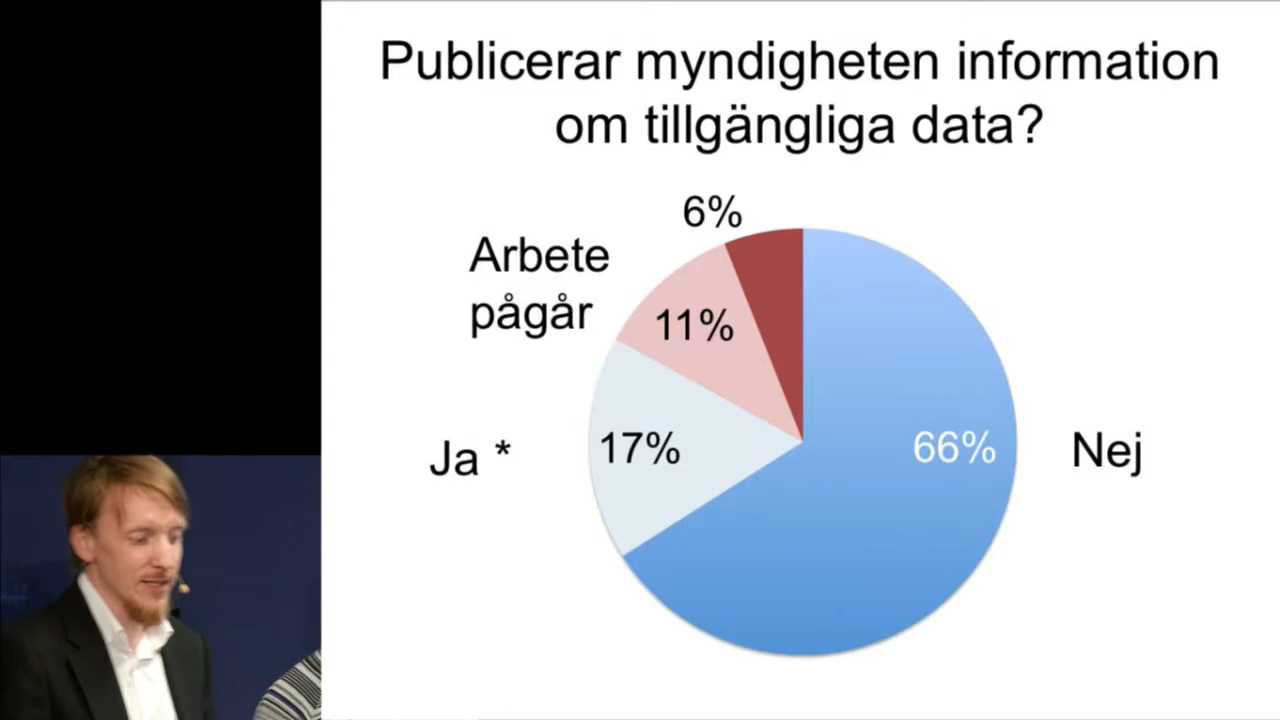 Publicerar myndigheten information
om tillgängliga data?
6%
Arbete
pågår
11%
Ja *
17%
66%
Nej